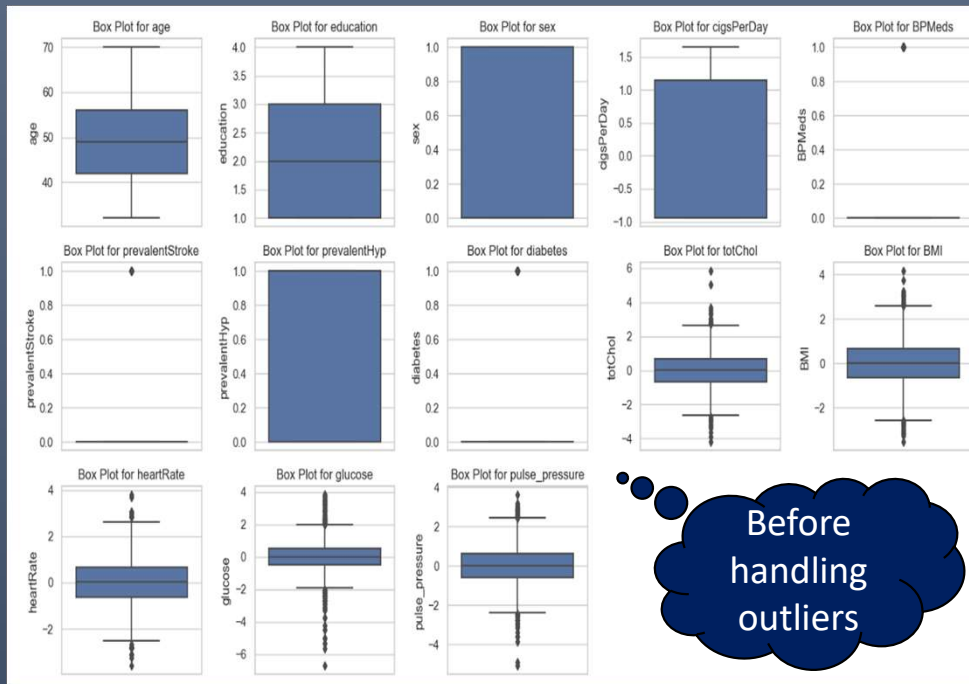 Box Plot for age
age
70
60
50
40
Box Plot for education
education
4.0
3.5
3.0
2.5
2.0
1.5
1.0
Box Plot for sex
sex
1.0
0.8
0.6
0.4
0.2
0.0
Box Plot for cigsPerDay
cigsPerDay
1.5
1.0
0.5
0.0
−0.5
−1.0
Box Plot for BPMeds
BPMeds
1.0
0.8
0.6
0.4
0.2
0.0
Box Plot for prevalentStroke
prevalentStroke
1.0
0.8
0.6
0.4
0.2
0.0
Box Plot for prevalentHyp
prevalentHyp
1.0
0.8
0.6
0.4
0.2
0.0
Box Plot for diabetes
diabetes
1.0
0.8
0.6
0.4
0.2
0.0
Box Plot for totChol
totChol
6
4
2
0
−2
−4
Box Plot for BMI
BMI
4
2
0
−2
Box Plot for heartRate
heartRate
4
2
0
−2
Box Plot for glucose
glucose
4
2
0
−2
−4
−6
Box Plot for pulse_pressure
pulse_pressure
4
2
0
−2
−4
Before
handling
outliers